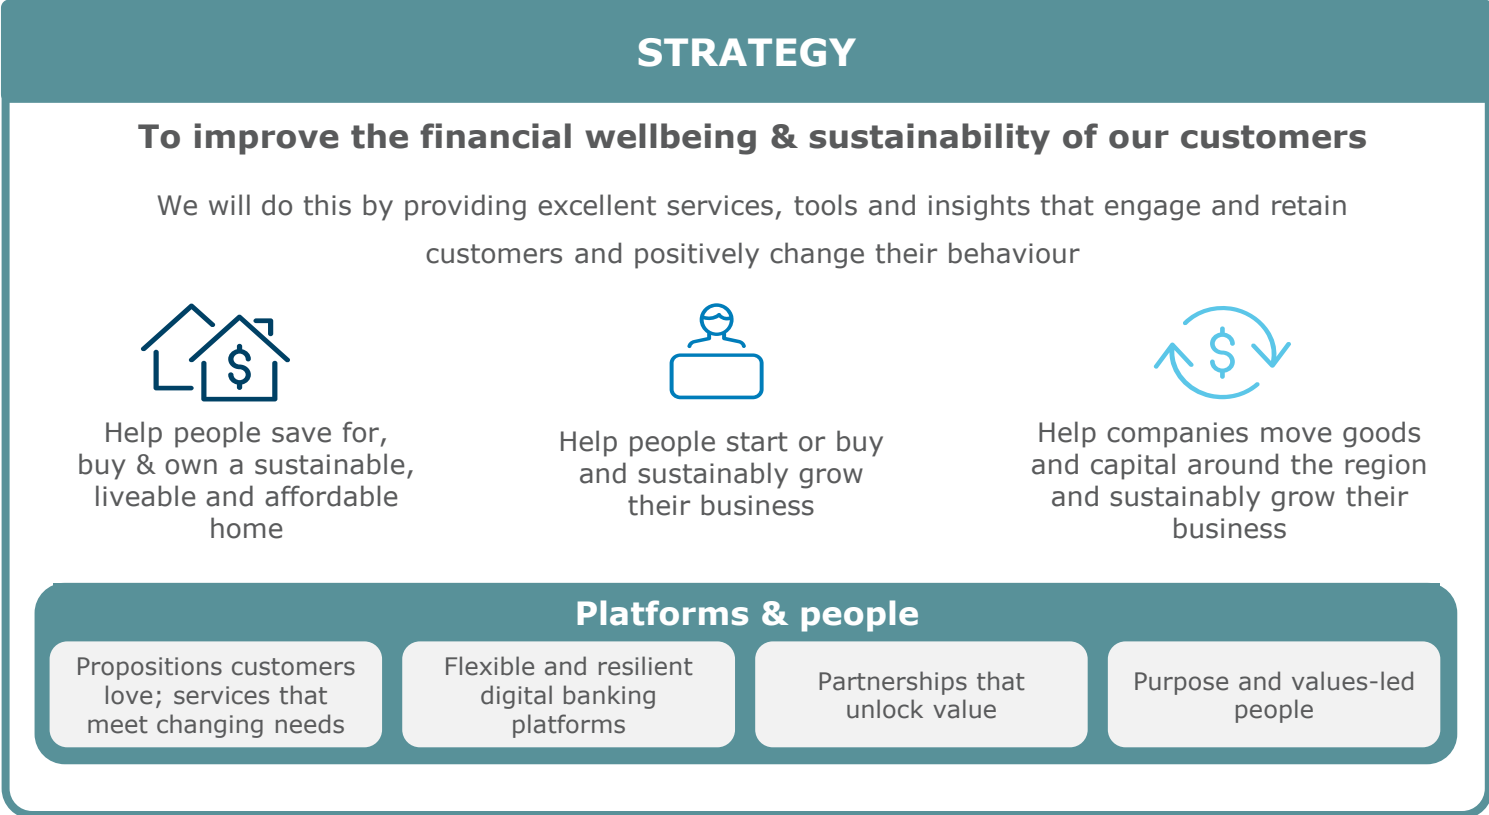 STRATEGY
To improve the financial wellbeing & sustainability of our customers
We will do this by providing excellent services, tools and insights that engage and retain
customers and positively change their behaviour
$
$
Help people save for,
buy & own a sustainable,
liveable and affordable
home
Help people start or buy
and sustainably grow
their business
Help companies move goods
and capital around the region
and sustainably grow their
business
Platforms & people
Propositions customers
love; services that
meet changing needs
Flexible and resilient
digital banking
platforms
Partnerships that
unlock value
Purpose and values-led
people